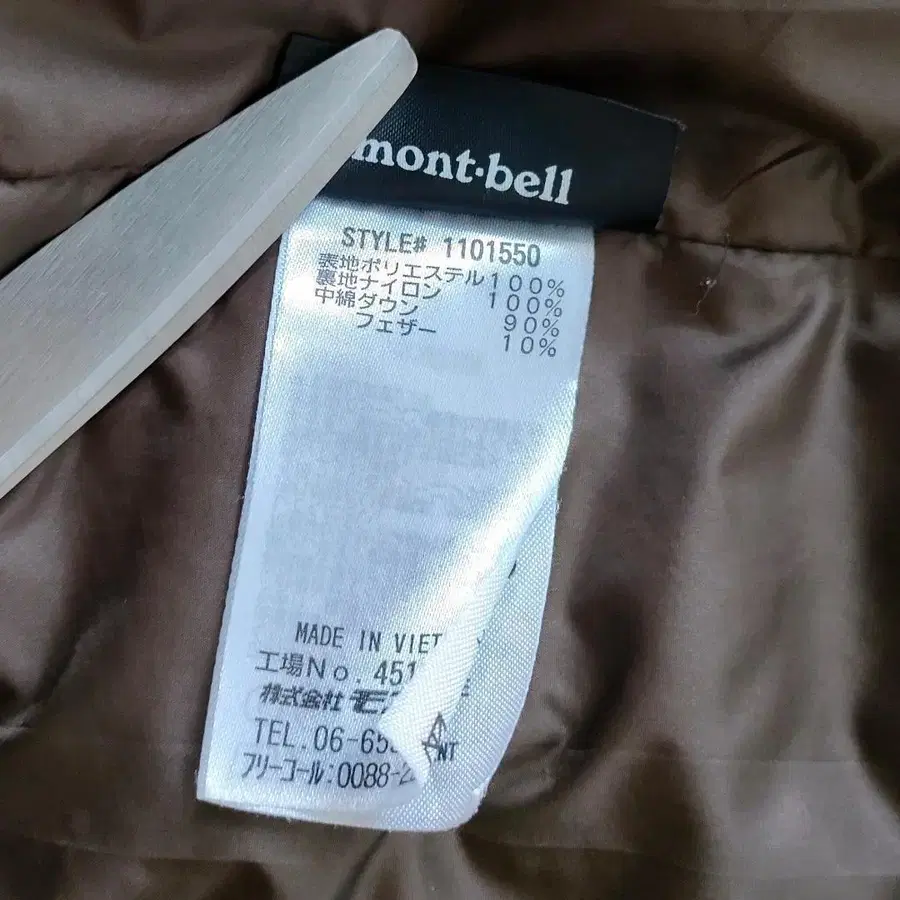 mont·bell
STYLE# 1101550
表地ポリエステル100%
裏地ナイロン 100%
中綿ダウン 90%
フェザー 10%
MADE IN VIET
工場No. 451
株式会社 モ
TEL.06-65
フリーコール:0088-2
NT